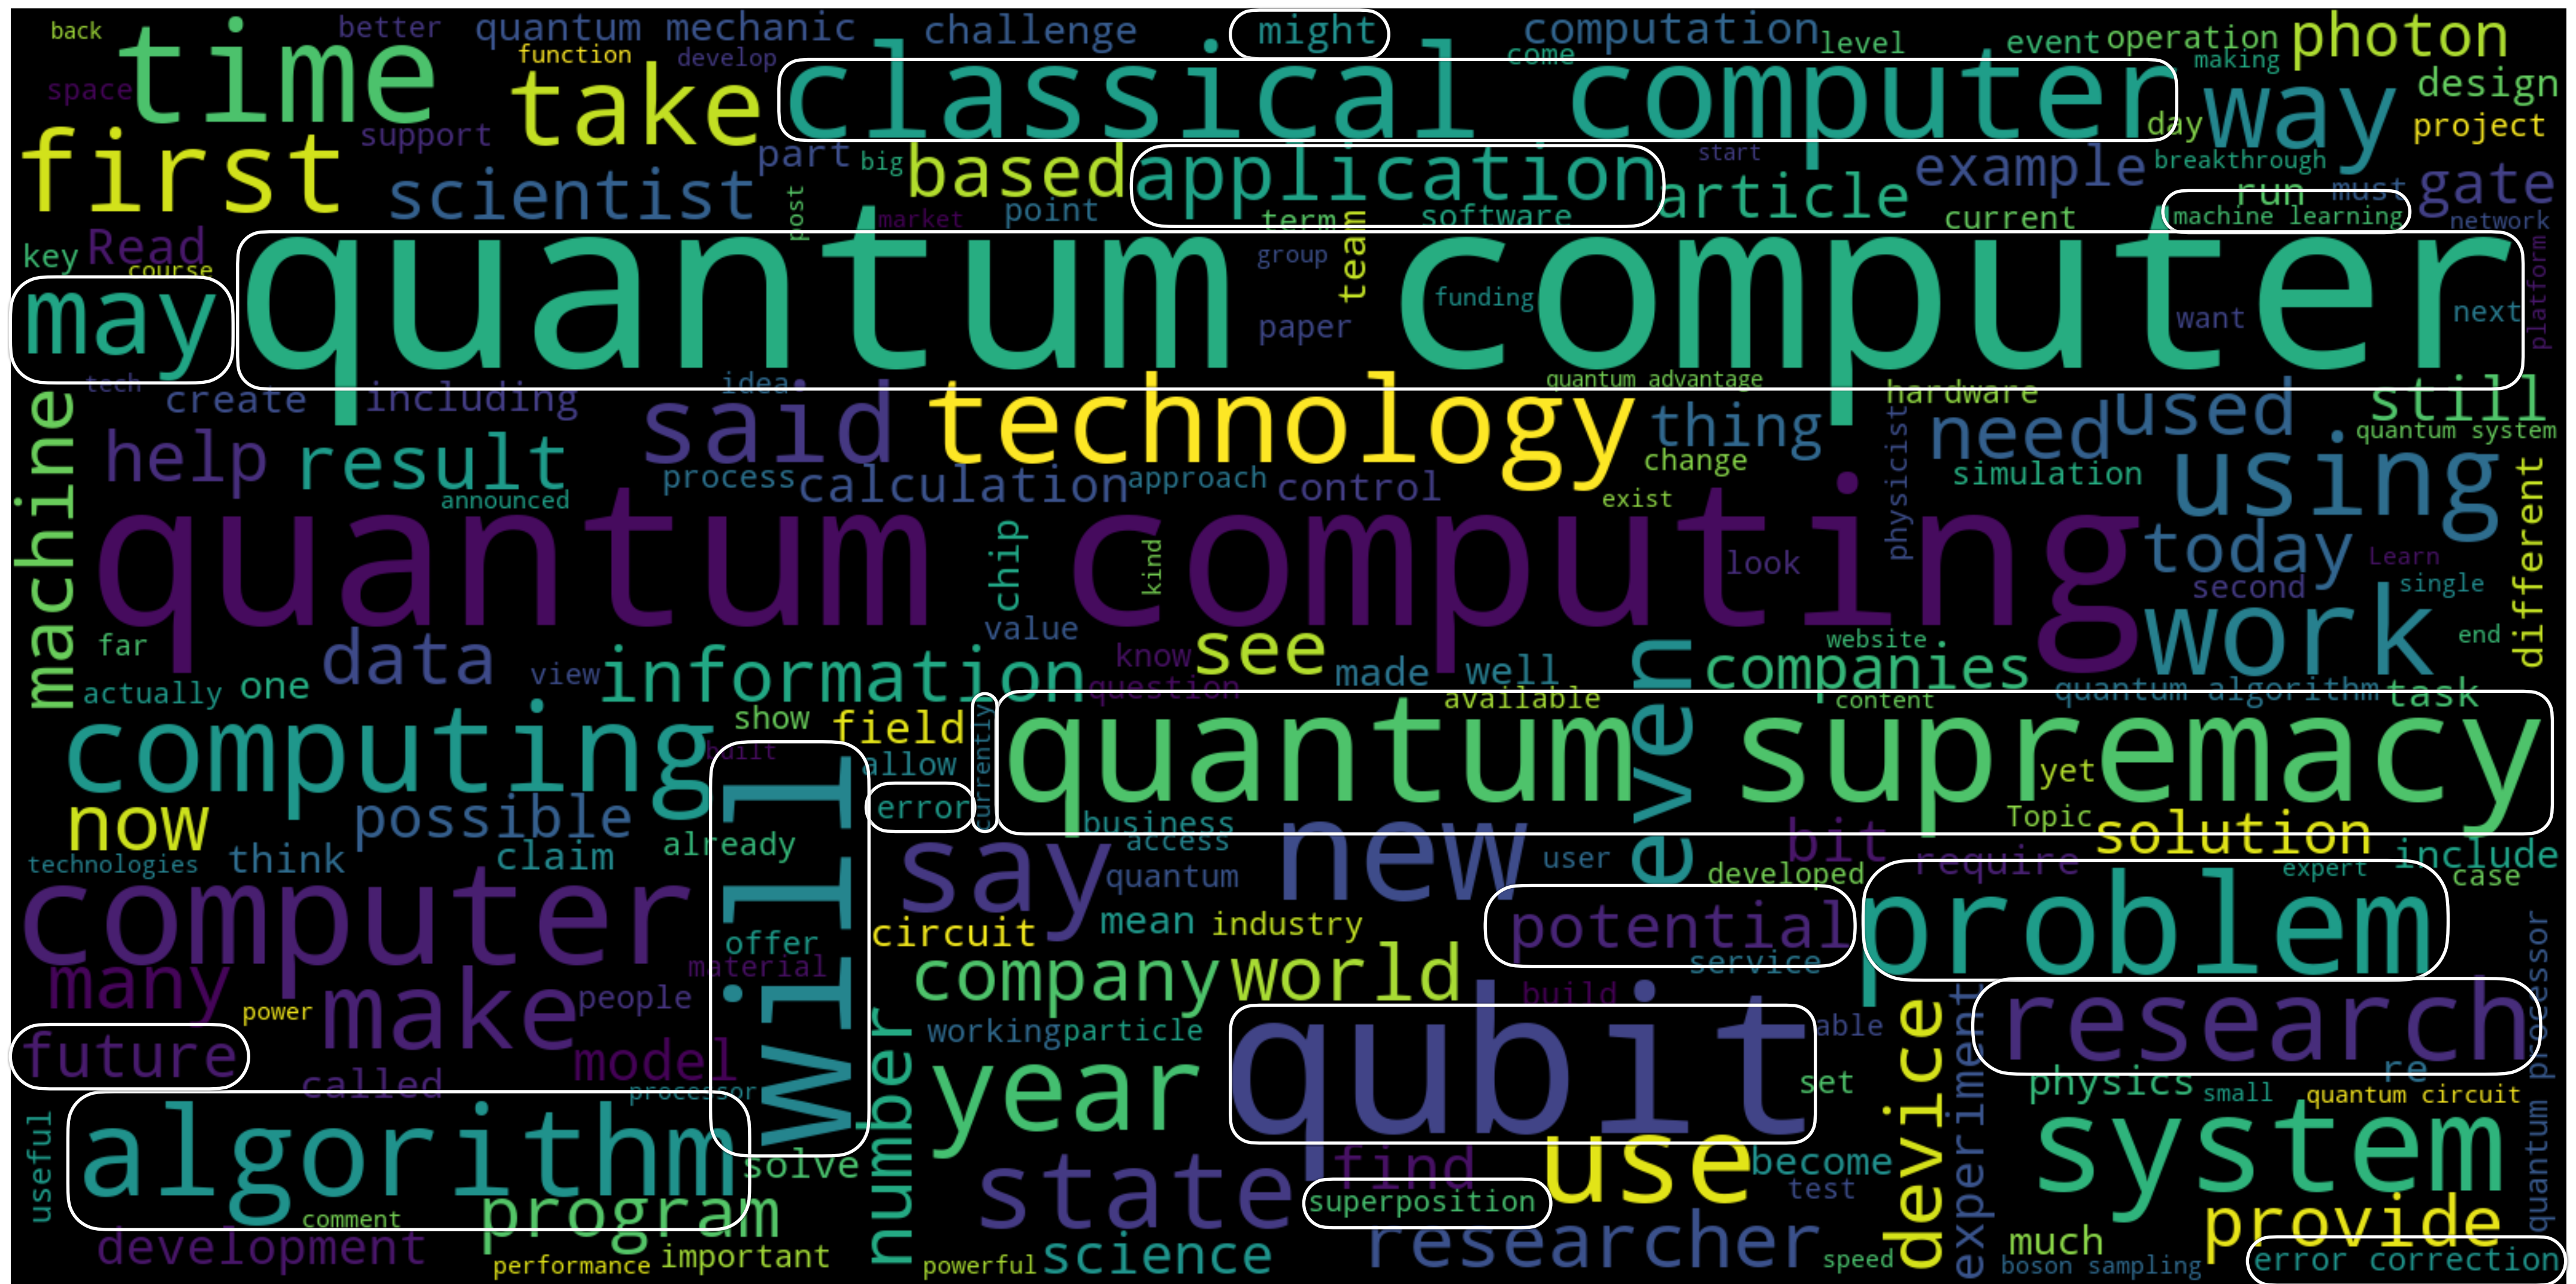 back better quantum mechanic challenge might computation level event operation photon
time function develop come making
space take classical computer way design
first support day project
scientist part big based application start example breakthrough gate
post market point term software article current run must
machine learning network
key Read course team group
may quantum computer funding next platform
paper want
tech create including idea quantum advantage hardware still
machine help result said technology thing physicist need used quantum system
announced process calculation approach control change simulation using different
exist
quantum computing today Learn
chip kind look second single
far data value work end
actually one view information know see made well website companies
question quantum algorithm task
computing show field currently quantum available even supremacy content
built allow yet
now possible will error business Topic solution
already access bit
technologies think claim say quantum new user developed require expert include case
computer offer circuit mean industry potential problem
many material company world service
power make people build research quantum processor
future model number working particle qubit able device experiment
called processor year set physics re small quantum circuit
useful algorithm solve state find use become system
comment program superposition test provide
development performance important powerful science researcher speed much boson sampling error correction